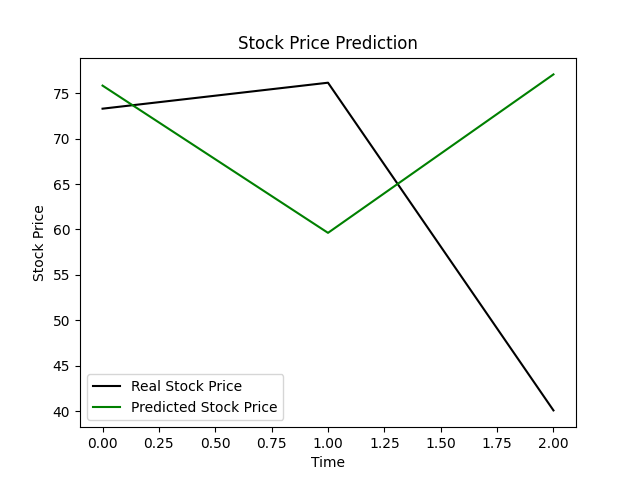 Stock Price Prediction
Stock Price
75
70
65
60
55
50
45
40
Real Stock Price
Predicted Stock Price
0.00 0.25 0.50 0.75 1.00 1.25 1.50 1.75 2.00
Time